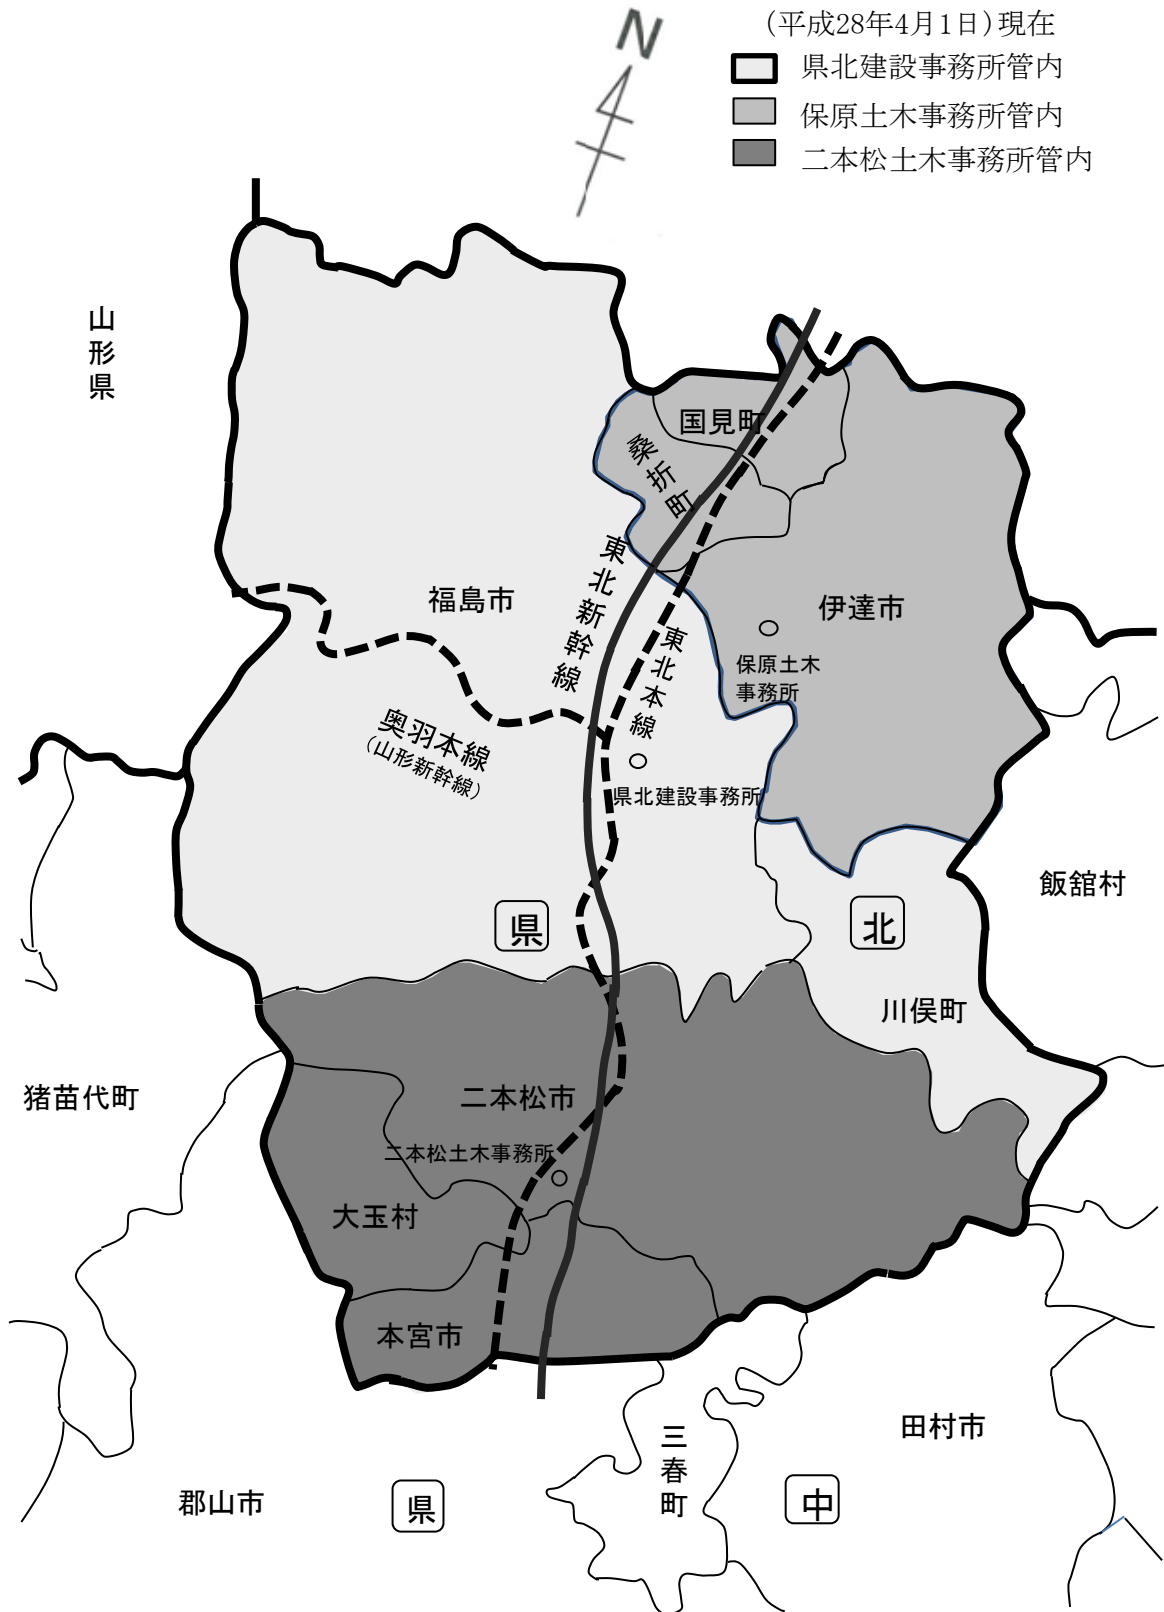 N
(平成28年4月1日)現在
県北建設事務所管内
保原土木事務所管内
二本松土木事務所管内
山形県
国見町
桑折町
東北新幹線
福島市
伊達市
東北本線
保原土木
事務所
奥羽本線
(山形新幹線)
県北建設事務所
飯舘村
県
北
川俣町
猪苗代町
二本松市
二本松土木事務所
大玉村
本宮市
田村市
三春町
郡山市
県
中